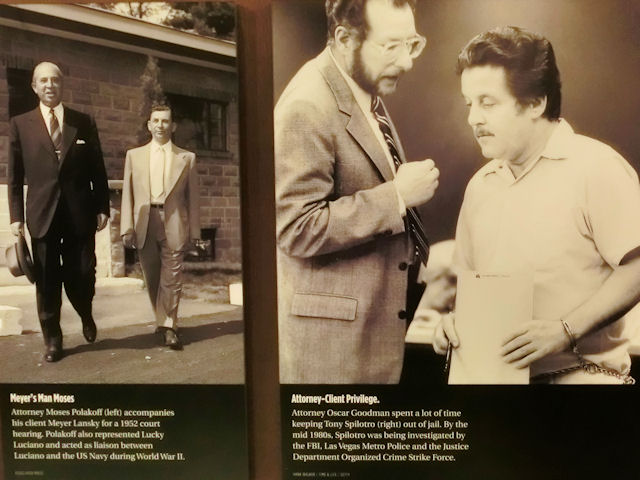 Meyer's Man Moses
Attorney Moses Polakoff (left) accompanies
his client Meyer Lansky for a 1952 court
hearing. Polakoff also represented Lucky
Luciano and acted as liaison between
Luciano and the US Navy during World War II.
Attorney–Client Privilege.
Attorney Oscar Goodman spent a lot of time
keeping Tony Spilotro (right) out of jail. By the
mid 1980s, Spilotro was being investigated by
the FBI, Las Vegas Metro Police and the Justice
Department Organized Crime Strike Force.